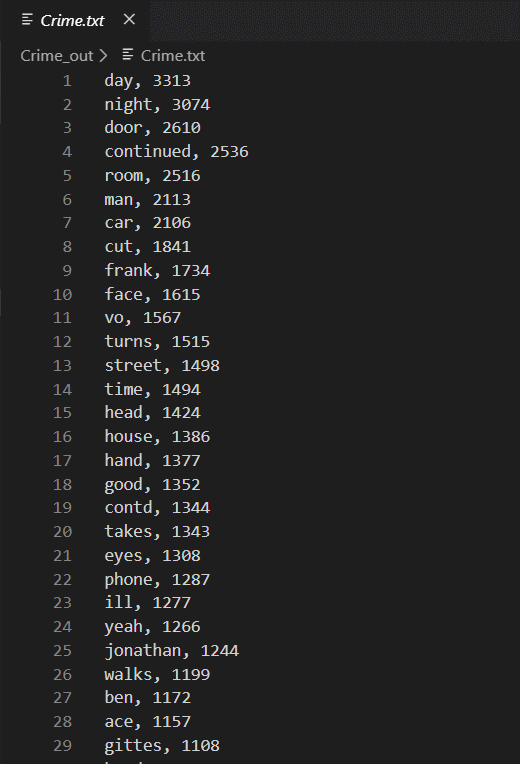 Crime.txt ×
Crime_out > Crime.txt
1 day, 3313
2 night, 3074
3 door, 2610
4 continued, 2536
5 room, 2516
6 man, 2113
7 car, 2106
8 cut, 1841
9 frank, 1734
10 face, 1615
11 vo, 1567
12 turns, 1515
13 street, 1498
14 time, 1494
15 head, 1424
16 house, 1386
17 hand, 1377
18 good, 1352
19 contd, 1344
20 takes, 1343
21 eyes, 1308
22 phone, 1287
23 ill, 1277
24 yeah, 1266
25 jonathan, 1244
26 walks, 1199
27 ben, 1172
28 ace, 1157
29 gittes, 1108